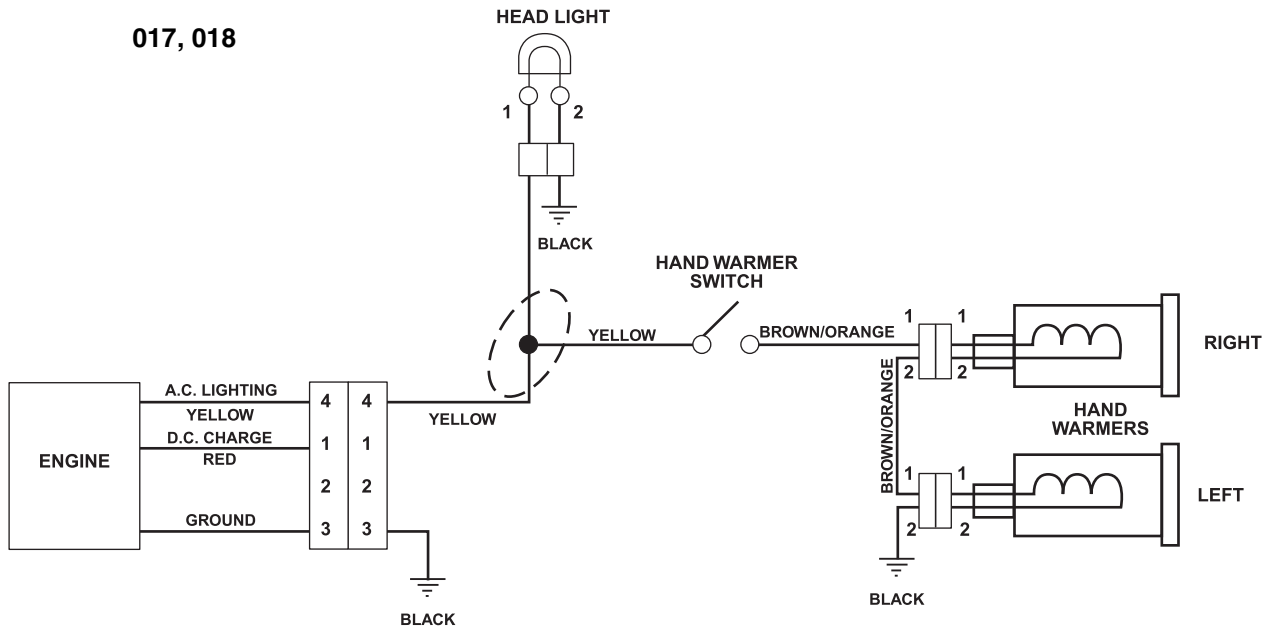 017, 018
HEAD LIGHT
1
2
BLACK
HAND WARMER
SWITCH
YELLOW
BROWN/ORANGE
1
1
2
2
RIGHT
BROWN/ORANGE
HAND
WARMERS
1
1
2
2
LEFT
BLACK
ENGINE
A.C. LIGHTING
YELLOW
D.C. CHARGE
RED
GROUND
4
4
1
1
2
2
3
3
YELLOW
BLACK